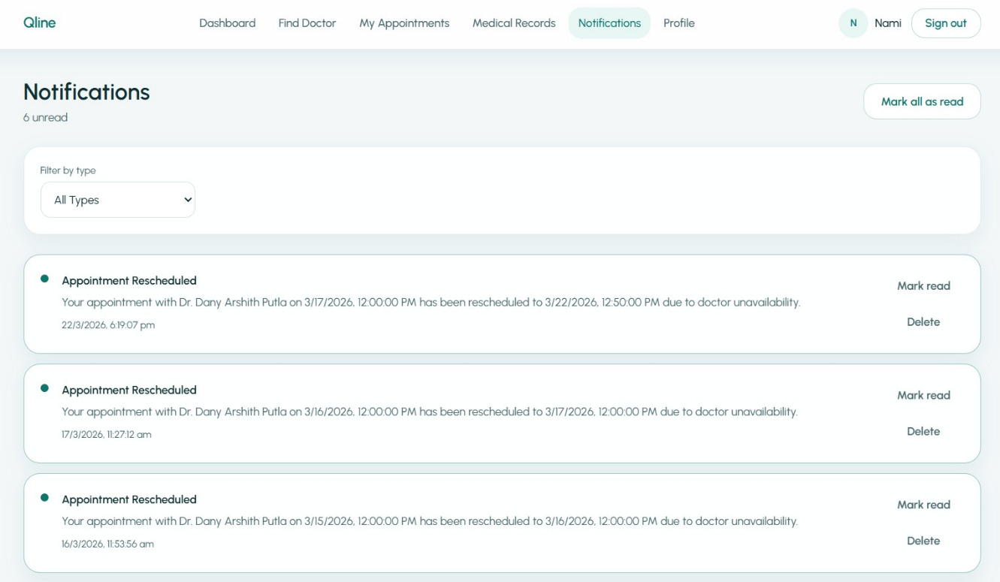 Qline
Dashboard
Find Doctor
My Appointments
Medical Records
Notifications
Profile
N
Nami
Sign out
Notifications
6 unread
Mark all as read
Filter by type
All Types
Appointment Rescheduled
Your appointment with Dr. Dany Arshith Putla on 3/17/2026, 12:00:00 PM has been rescheduled to 3/22/2026, 12:50:00 PM due to doctor unavailability.
22/3/2026, 6:19:07 pm
Mark read
Delete
Appointment Rescheduled
Your appointment with Dr. Dany Arshith Putla on 3/16/2026, 12:00:00 PM has been rescheduled to 3/17/2026, 12:00:00 PM due to doctor unavailability.
17/3/2026, 11:27:12 am
Mark read
Delete
Appointment Rescheduled
Your appointment with Dr. Dany Arshith Putla on 3/15/2026, 12:00:00 PM has been rescheduled to 3/16/2026, 12:00:00 PM due to doctor unavailability.
16/3/2026, 11:53:56 am
Mark read
Delete